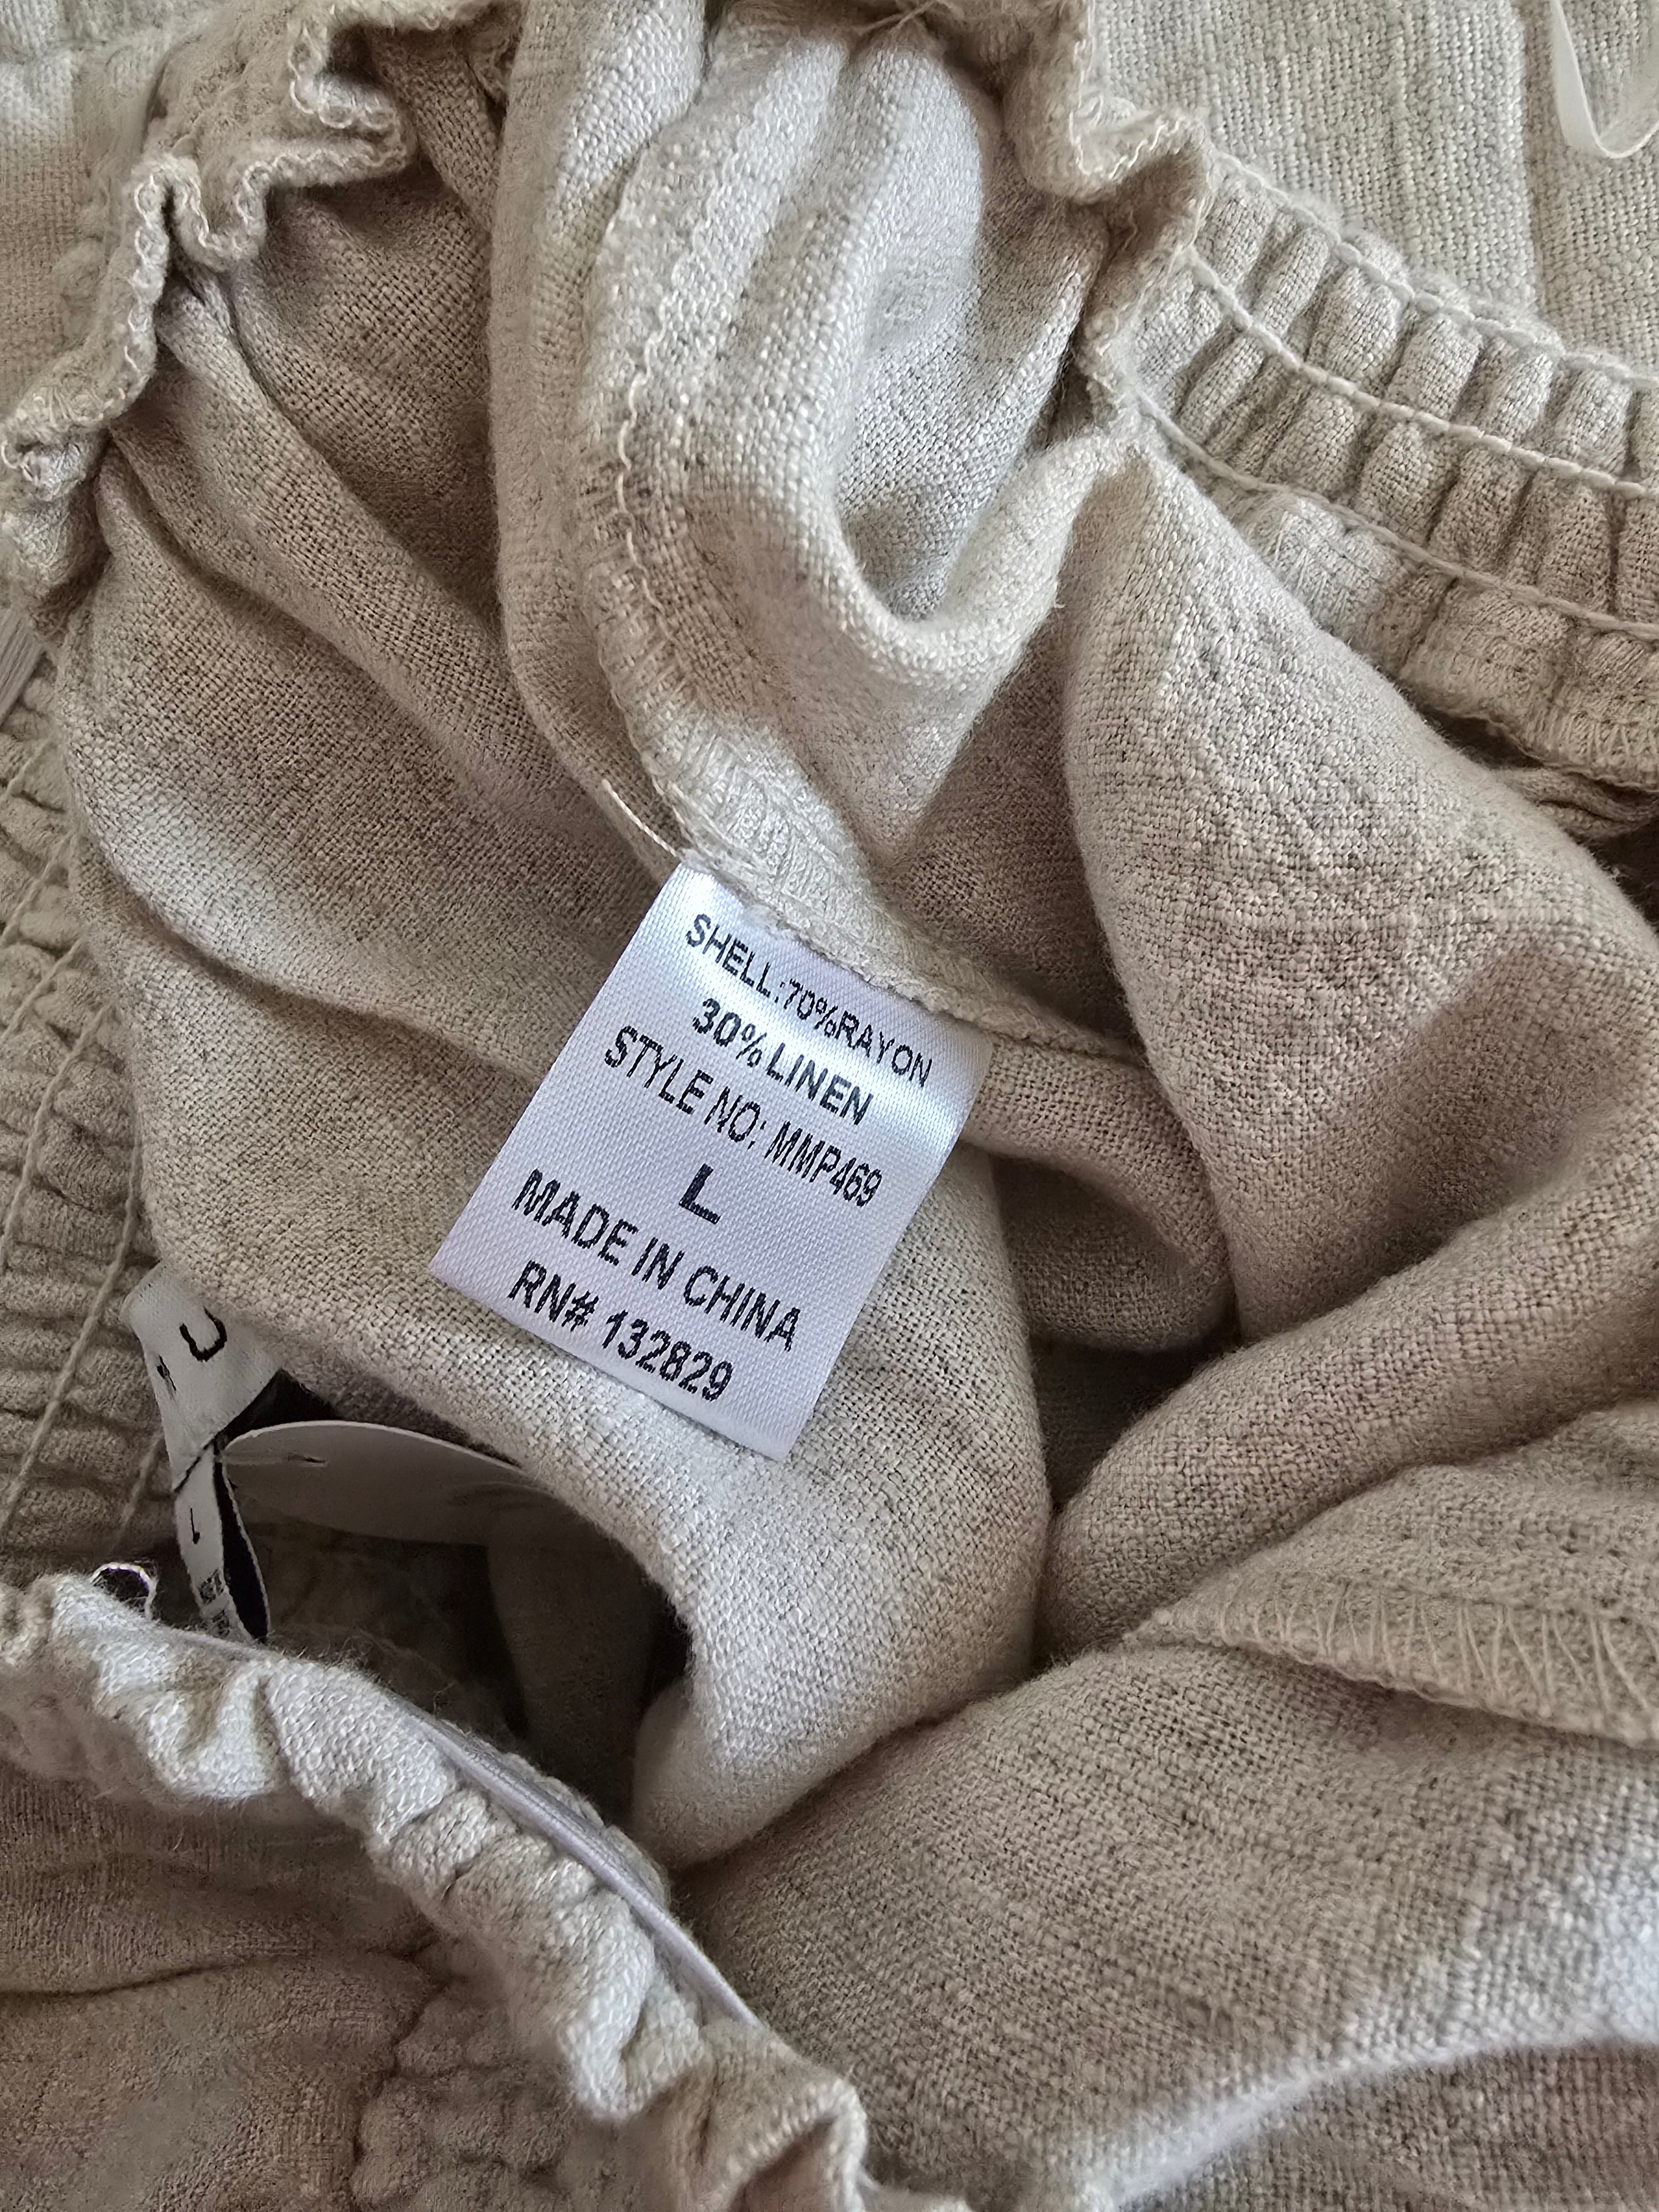 SHELL:70%RAYON
30%LINEN
STYLE NO: MMP469
L
MADE IN CHINA
RN# 132829